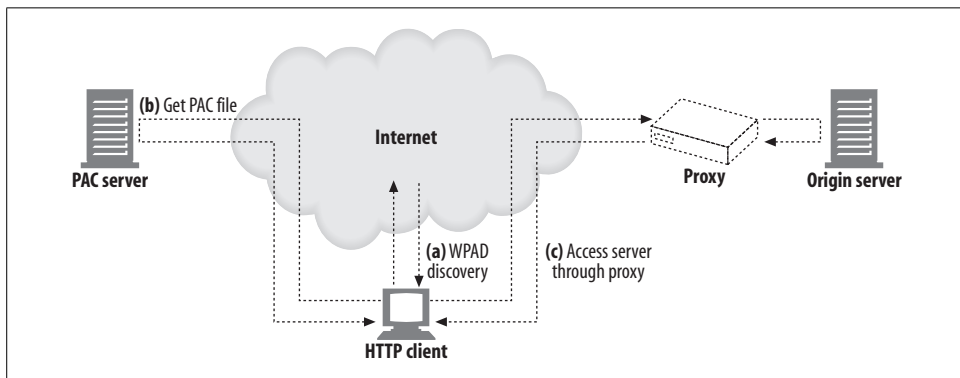 (b) Get PAC file
Internet
PAC server
Proxy
Origin server
(a) WPAD
discovery
(c) Access server
through proxy
HTTP client